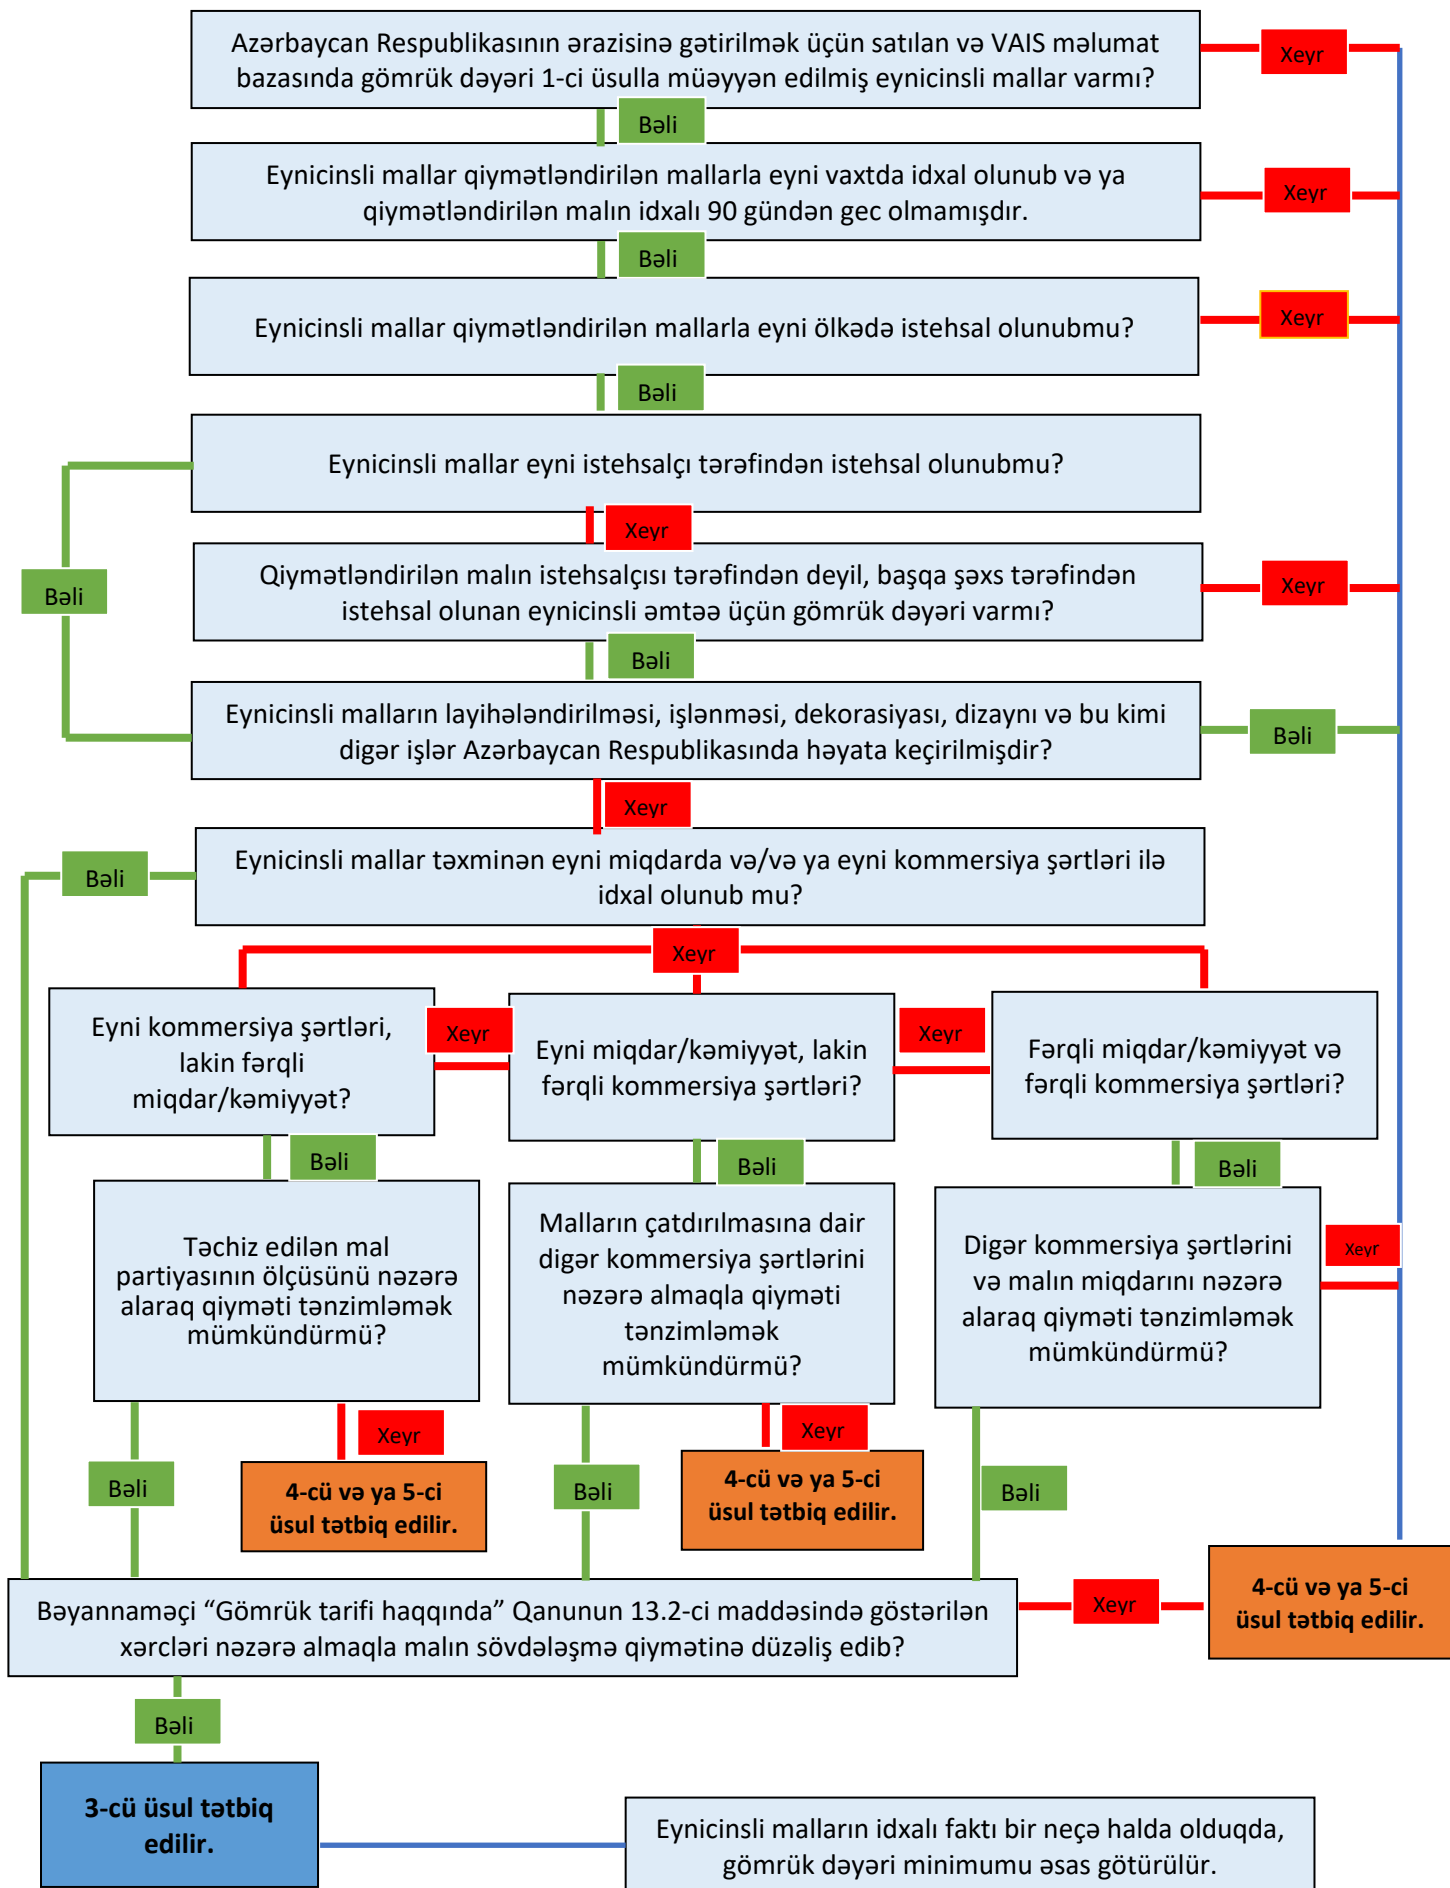 Azərbaycan Respublikasının ərazisinə gətirilmək üçün satılan və VAIS məlumat
bazasında gömrük dəyəri 1-ci üsulla müəyyən edilmiş eynicinsli mallar varmı?
Xeyr
Bəli
Eynicinsli mallar qiymətləndirilən mallarla eyni vaxtda idxal olunub və ya
qiymətləndirilən malın idxalı 90 gündən gec olmamışdır.
Xeyr
Bəli
Eynicinsli mallar qiymətləndirilən mallarla eyni ölkədə istehsal olunubmu?
Xeyr
Bəli
Eynicinsli mallar eyni istehsalçı tərəfindən istehsal olunubmu?
Xeyr
Bəli
Qiymətləndirilən malın istehsalçısı tərəfindən deyil, başqa şəxs tərəfindən
istehsal olunan eynicinsli əmtəə üçün gömrük dəyəri varmı?
Xeyr
Bəli
Eynicinsli malların layihələndirilməsi, işlənməsi, dekorasiyası, dizaynı və bu kimi
digər işlər Azərbaycan Respublikasında həyata keçirilmişdir?
Bəli
Xeyr
Eynicinsli mallar təxminən eyni miqdarda və/və ya eyni kommersiya şərtləri ilə
idxal olunub mu?
Bəli
Xeyr
Eyni kommersiya şərtləri,
lakin fərqli
miqdar/kəmiyyət?
Xeyr
Eyni miqdar/kəmiyyət, lakin
fərqli kommersiya şərtləri?
Xeyr
Fərqli miqdar/kəmiyyət və
fərqli kommersiya şərtləri?
Bəli
Bəli
Bəli
Təchiz edilən mal
partiyasının ölçüsünü nəzərə
alaraq qiyməti tənzimləmək
mümkündürmü?
Malların çatdırılmasına dair
digər kommersiya şərtlərini
nəzərə almaqla qiyməti
tənzimləmək
mümkündürmü?
Digər kommersiya şərtlərini
və malın miqdarını nəzərə
alaraq qiyməti tənzimləmək
mümkündürmü?
Xeyr
Xeyr
Xeyr
Bəli
4-cü və ya 5-ci
üsul tətbiq edilir.
Bəli
4-cü və ya 5-ci
üsul tətbiq edilir.
Bəli
4-cü və ya 5-ci
üsul tətbiq edilir.
Bəyannaməçi “Gömrük tarifi haqqında” Qanunun 13.2-ci maddəsində göstərilən
xərcləri nəzərə almaqla malın sövdələşmə qiymətinə düzəliş edib?
Xeyr
Bəli
3-cü üsul tətbiq
edilir.
Eynicinsli malların idxalı faktı bir neçə halda olduqda,
gömrük dəyəri minimumu əsas götürülür.